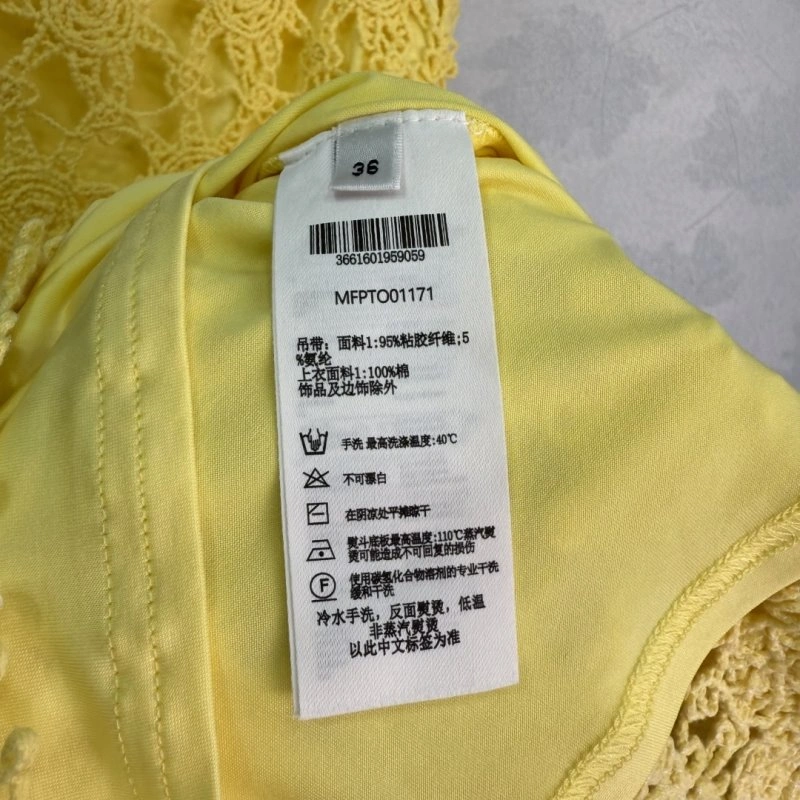 36
3661601959059
MFPTO01171
吊带：面料1:95%粘胶纤维;5
%氨纶
上衣面料1:100%棉
饰品及边饰除外
手洗 最高洗涤温度:40℃
不可漂白
在阴凉处平摊晾干
熨斗底板最高温度:110℃蒸汽熨
烫可能造成不可回复的损伤
F
使用碳氢化合物溶剂的专业干洗
缓和干洗
冷水手洗，反面熨烫，低温
非蒸汽熨烫
以此中文标签为准